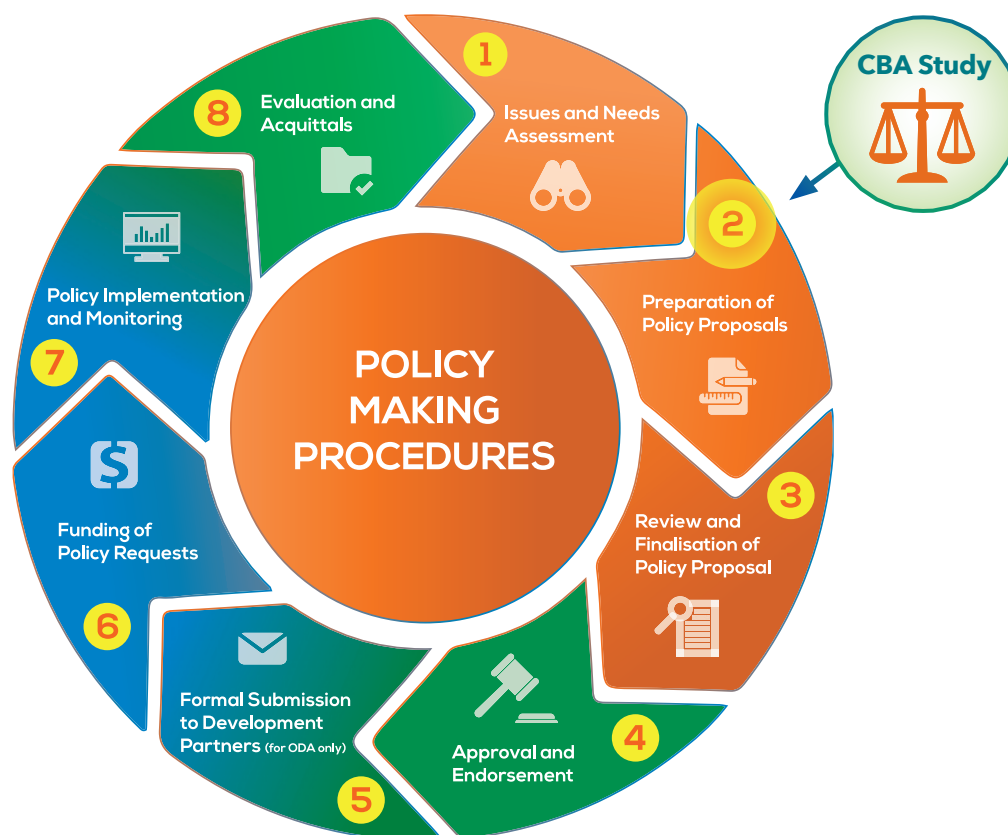 POLICY
MAKING
PROCEDURES
1
Issues and Needs
Assessment
CBA Study
2
Preparation of
Policy Proposals
3
Review and
Finalisation of
Policy Proposal
4
Approval and
Endorsement
5
Formal Submission
to Development
Partners (for ODA only)
6
Funding of
Policy Requests
$
7
Policy Implementation
and Monitoring
8
Evaluation and
Acquittals